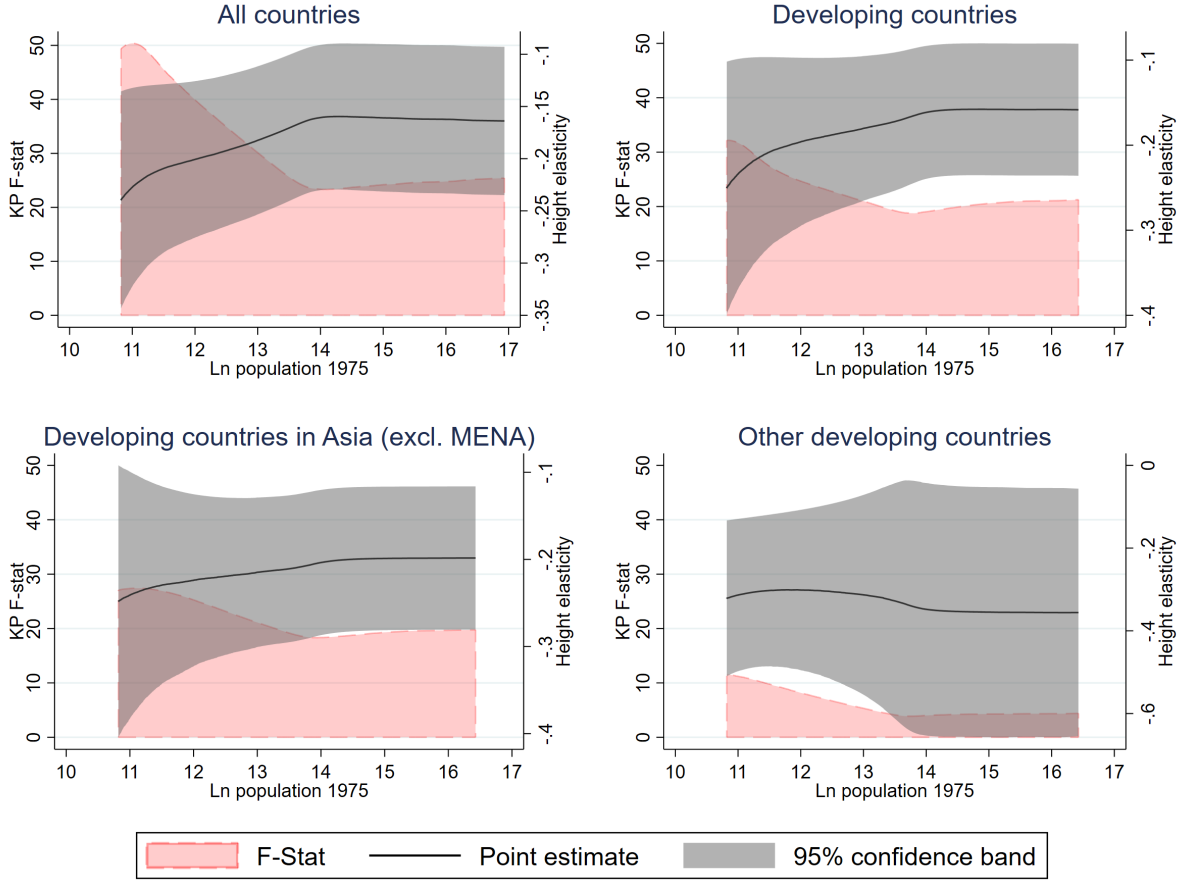 All countries
KP F-stat
0 10 20 30 40 50
-.35 -.3 -.25 -.2 -.15 -.1
Height elasticity
10 11 12 13 14 15 16 17
Ln population 1975
Developing countries
KP F-stat
0 10 20 30 40 50
-.4 -.3 -.2 -.1
Height elasticity
10 11 12 13 14 15 16 17
Ln population 1975
Developing countries in Asia (excl. MENA)
KP F-stat
0 10 20 30 40 50
-.4 -.3 -.2 -.1
Height elasticity
10 11 12 13 14 15 16 17
Ln population 1975
Other developing countries
KP F-stat
0 10 20 30 40 50
-.6 -.4 -.2 0
Height elasticity
10 11 12 13 14 15 16 17
Ln population 1975
F-Stat Point estimate 95% confidence band